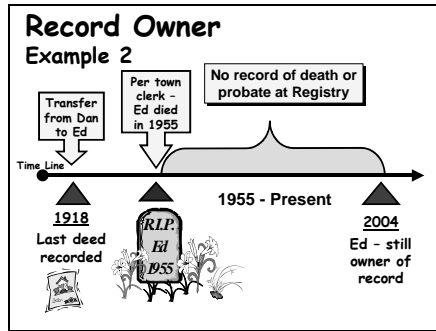 Record Owner
Example 2
Transfer
from Dan
to Ed
Per town
clerk –
Ed died
in 1955
No record of death or
probate at Registry
Time Line
1918
Last deed
recorded
R.I.P.
Ed
1955
1955 - Present
2004
Ed – still
owner of
record